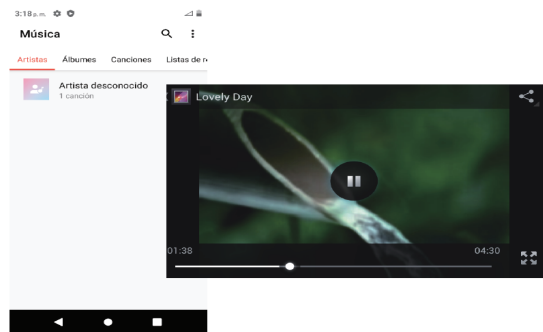 3:18 p.m.
Música
Artistas Álbumes Canciones Listas de r
Artista desconocido
1 canción
Lovely Day
01:38 04:30